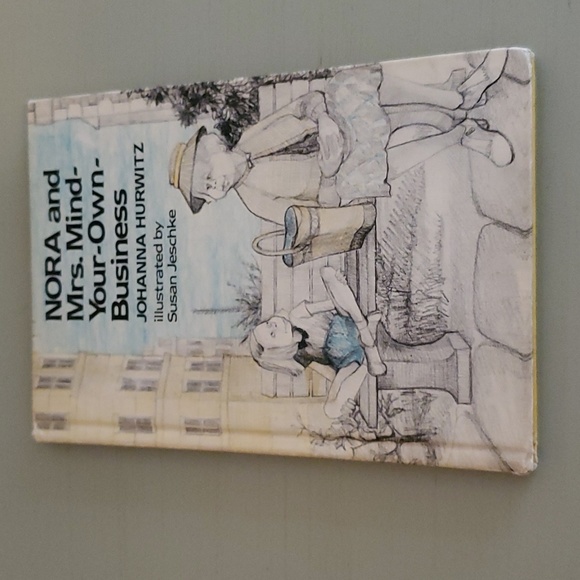 NORA and
Mrs. Mind-
Your-Own-
Business
JOHANNA HURWITZ
illustrated by
Susan Jeschke